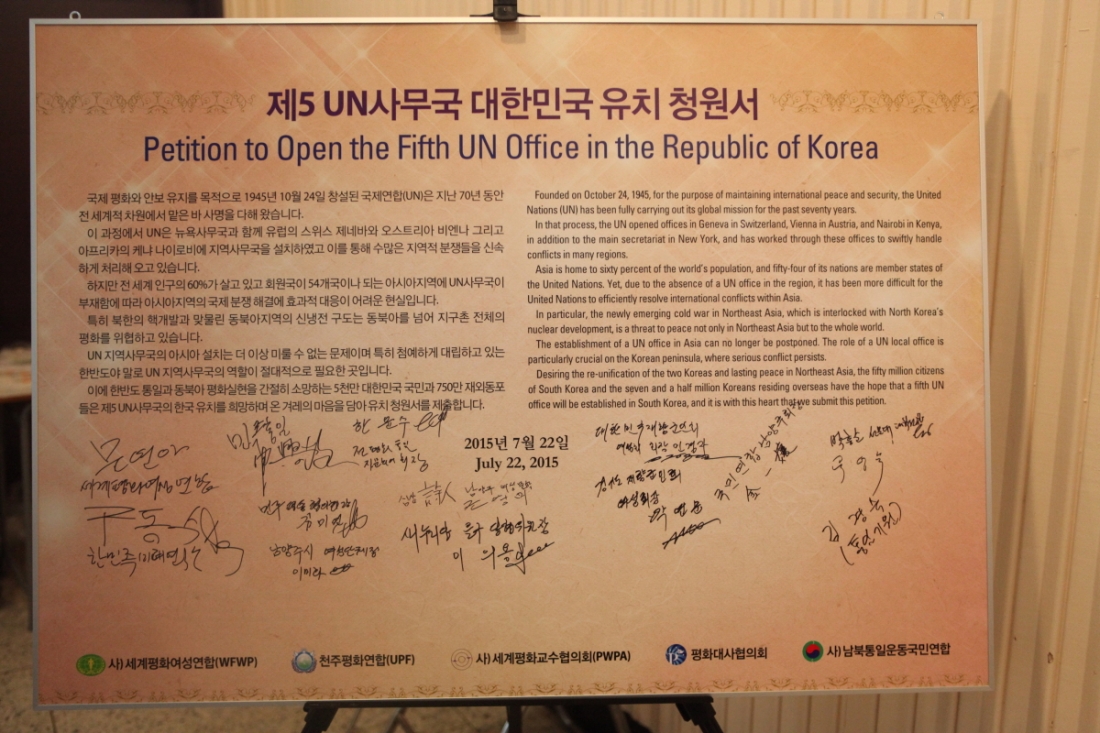 제5 UN사무국 대한민국 유치 청원서
Petition to Open the Fifth UN Office in the Republic of Korea
국제 평화와 안보 유지를 목적으로 1945년 10월 24일 창설된 국제연합(UN)은 지난 70년 동안
전 세계적 차원에서 맡은 바 사명을 다해 왔습니다.
이 과정에서 UN은 뉴욕사무국과 함께 유럽의 스위스 제네바와 오스트리아 비엔나 그리고
아프리카의 케냐 나이로비에 지역사무국을 설치하였고 이를 통해 수많은 지역적 분쟁들을 신속
하게 처리해 오고 있습니다.
하지만 전 세계 인구의 60%가 살고 있고 회원국이 54개국이나 되는 아시아지역에 UN사무국이
부재함에 따라 아시아지역의 국제 분쟁 해결에 효과적 대응이 어려운 현실입니다.
특히 북한의 핵개발과 맞물린 동북아지역의 신냉전 구도는 동북아를 넘어 지구촌 전체의
평화를 위협하고 있습니다.
UN 지역사무국의 아시아 설치는 더 이상 미룰 수 없는 문제이며 특히 첨예하게 대립하고 있는
한반도야 말로 UN 지역사무국의 역할이 절대적으로 필요한 곳입니다.
이에 한반도 통일과 동북아 평화실현을 간절히 소망하는 5천만 대한민국 국민과 750만 재외동포
들은 제5 UN사무국의 한국 유치를 희망하며 온 겨레의 마음을 담아 유치 청원서를 제출합니다.
Founded on October 24, 1945, for the purpose of maintaining international peace and security, the United
Nations (UN) has been fully carrying out its global mission for the past seventy years.
In that process, the UN opened offices in Geneva in Switzerland, Vienna in Austria, and Nairobi in Kenya,
in addition to the main secretariat in New York, and has worked through these offices to swiftly handle
conflicts in many regions.
Asia is home to sixty percent of the world's population, and fifty-four of its nations are member states of
the United Nations. Yet, due to the absence of a UN office in the region, it has been more difficult for the
United Nations to efficiently resolve international conflicts within Asia.
In particular, the newly emerging cold war in Northeast Asia, which is interlocked with North Korea's
nuclear development, is a threat to peace not only in Northeast Asia but to the whole world.
The establishment of a UN office in Asia can no longer be postponed. The role of a UN local office is
particularly crucial on the Korean peninsula, where serious conflict persists.
Desiring the re-unification of the two Koreas and lasting peace in Northeast Asia, the fifty million citizens
of South Korea and the seven and a half million Koreans residing overseas have the hope that a fifth UN
office will be established in South Korea, and it is with this heart that we submit this petition.
2015년 7월 22일
July 22, 2015
문연아
세계평화여성연합
새누리당
김경숙
사) 세계평화여성연합(WFWP)
천주평화연합(UPF)
사) 세계평화교수협의회(PWPA)
평화대사협의회
사) 남북통일운동국민연합